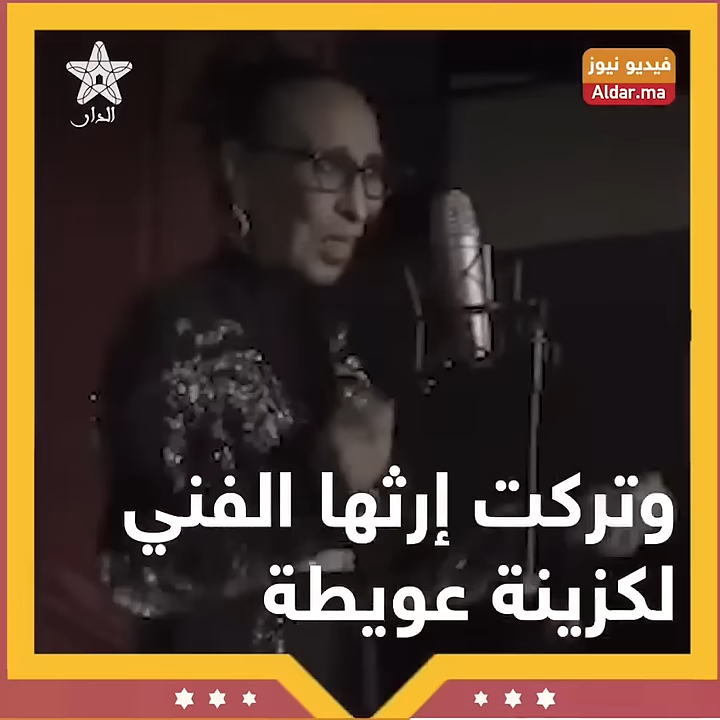 الدار
فيديو نيوز
Aldar.ma
وتركت إرثها الفني
لكزينة عويطة